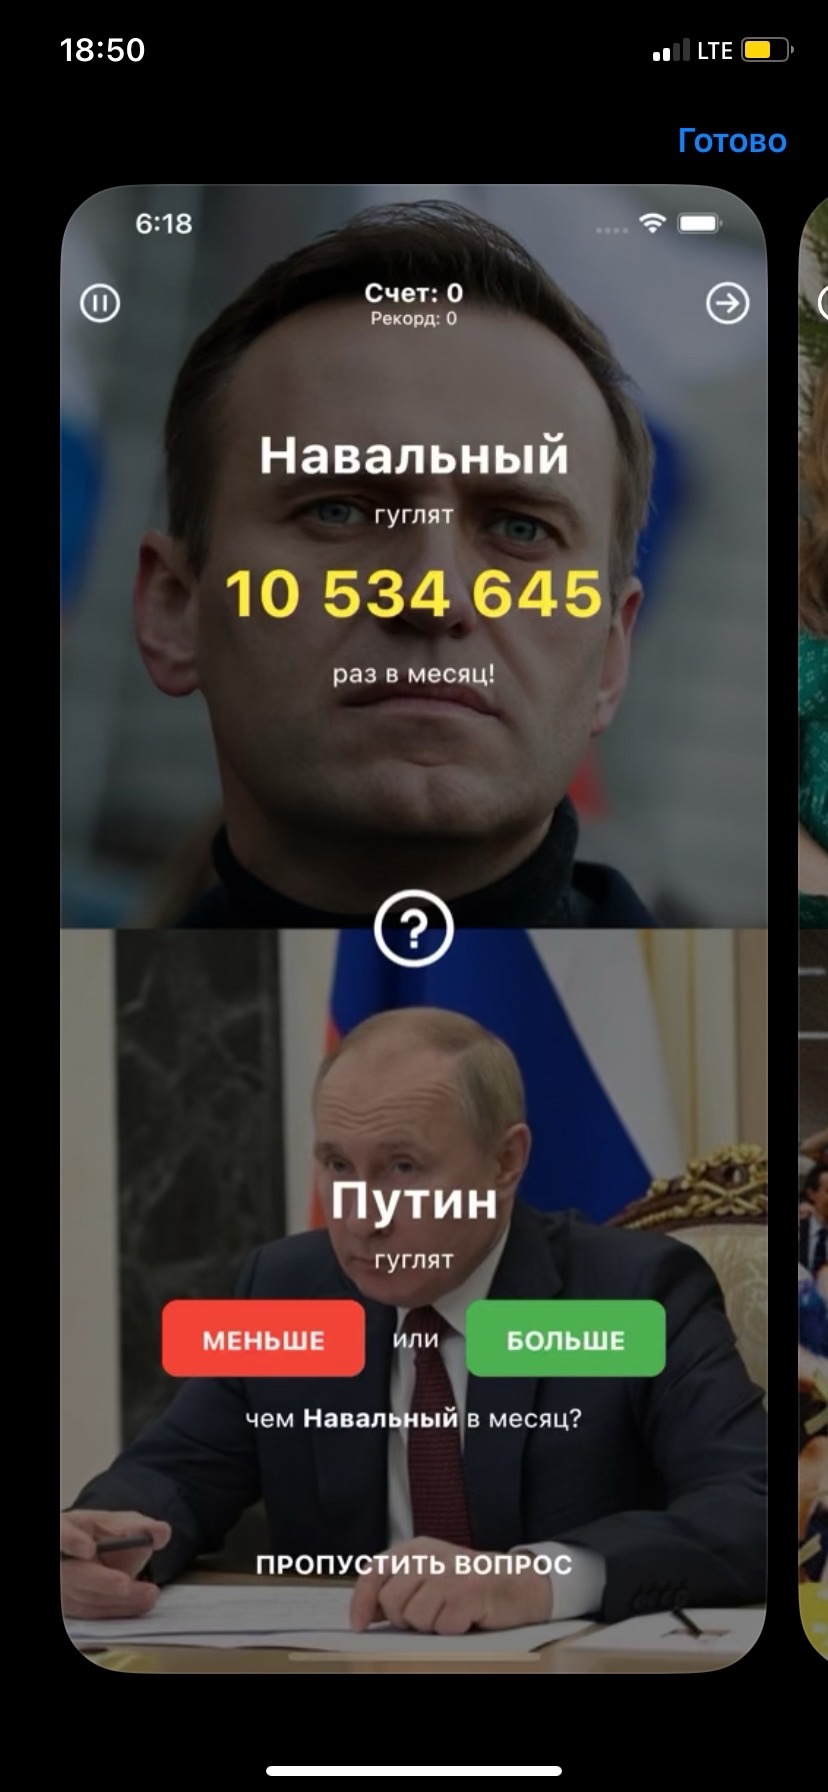 18:50
LTE
Готово
6:18
Счет: 0
Рекорд: 0
Навальный
гуглят
10 534 645
раз в месяц!
?
Путин
гуглят
МЕНЬШЕ или БОЛЬШЕ
чем Навальный в месяц?
ПРОПУСТИТЬ ВОПРОС